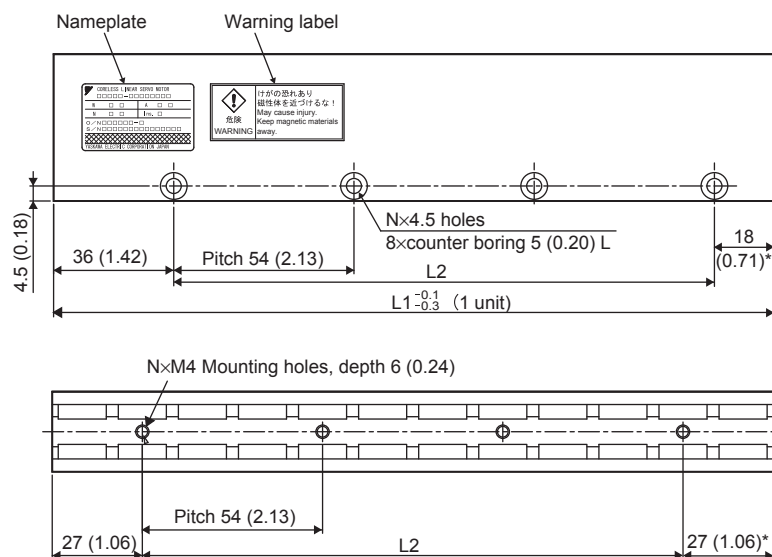 Nameplate
Warning label
CORELESS LINEAR SERVO MOTOR
□□□□□-□□□□□□□□
N □ □ A □ □
N □ □ Ins. □
O/N□□□□□□-□
S/N□□□□□□□□□□□□□□□
YASKAWA ELECTRIC CORPORATION JAPAN
けがの恐れあり
磁性体を近づけるな！
危険
WARNING
May cause injury.
Keep magnetic materials
away.
4.5 (0.18)
N×4.5 holes
8×counter boring 5 (0.20) L
36 (1.42)
Pitch 54 (2.13)
18
(0.71)*
L2
L1 -0.1 -0.3 (1 unit)
N×M4 Mounting holes, depth 6 (0.24)
Pitch 54 (2.13)
27 (1.06)
L2
27 (1.06)*